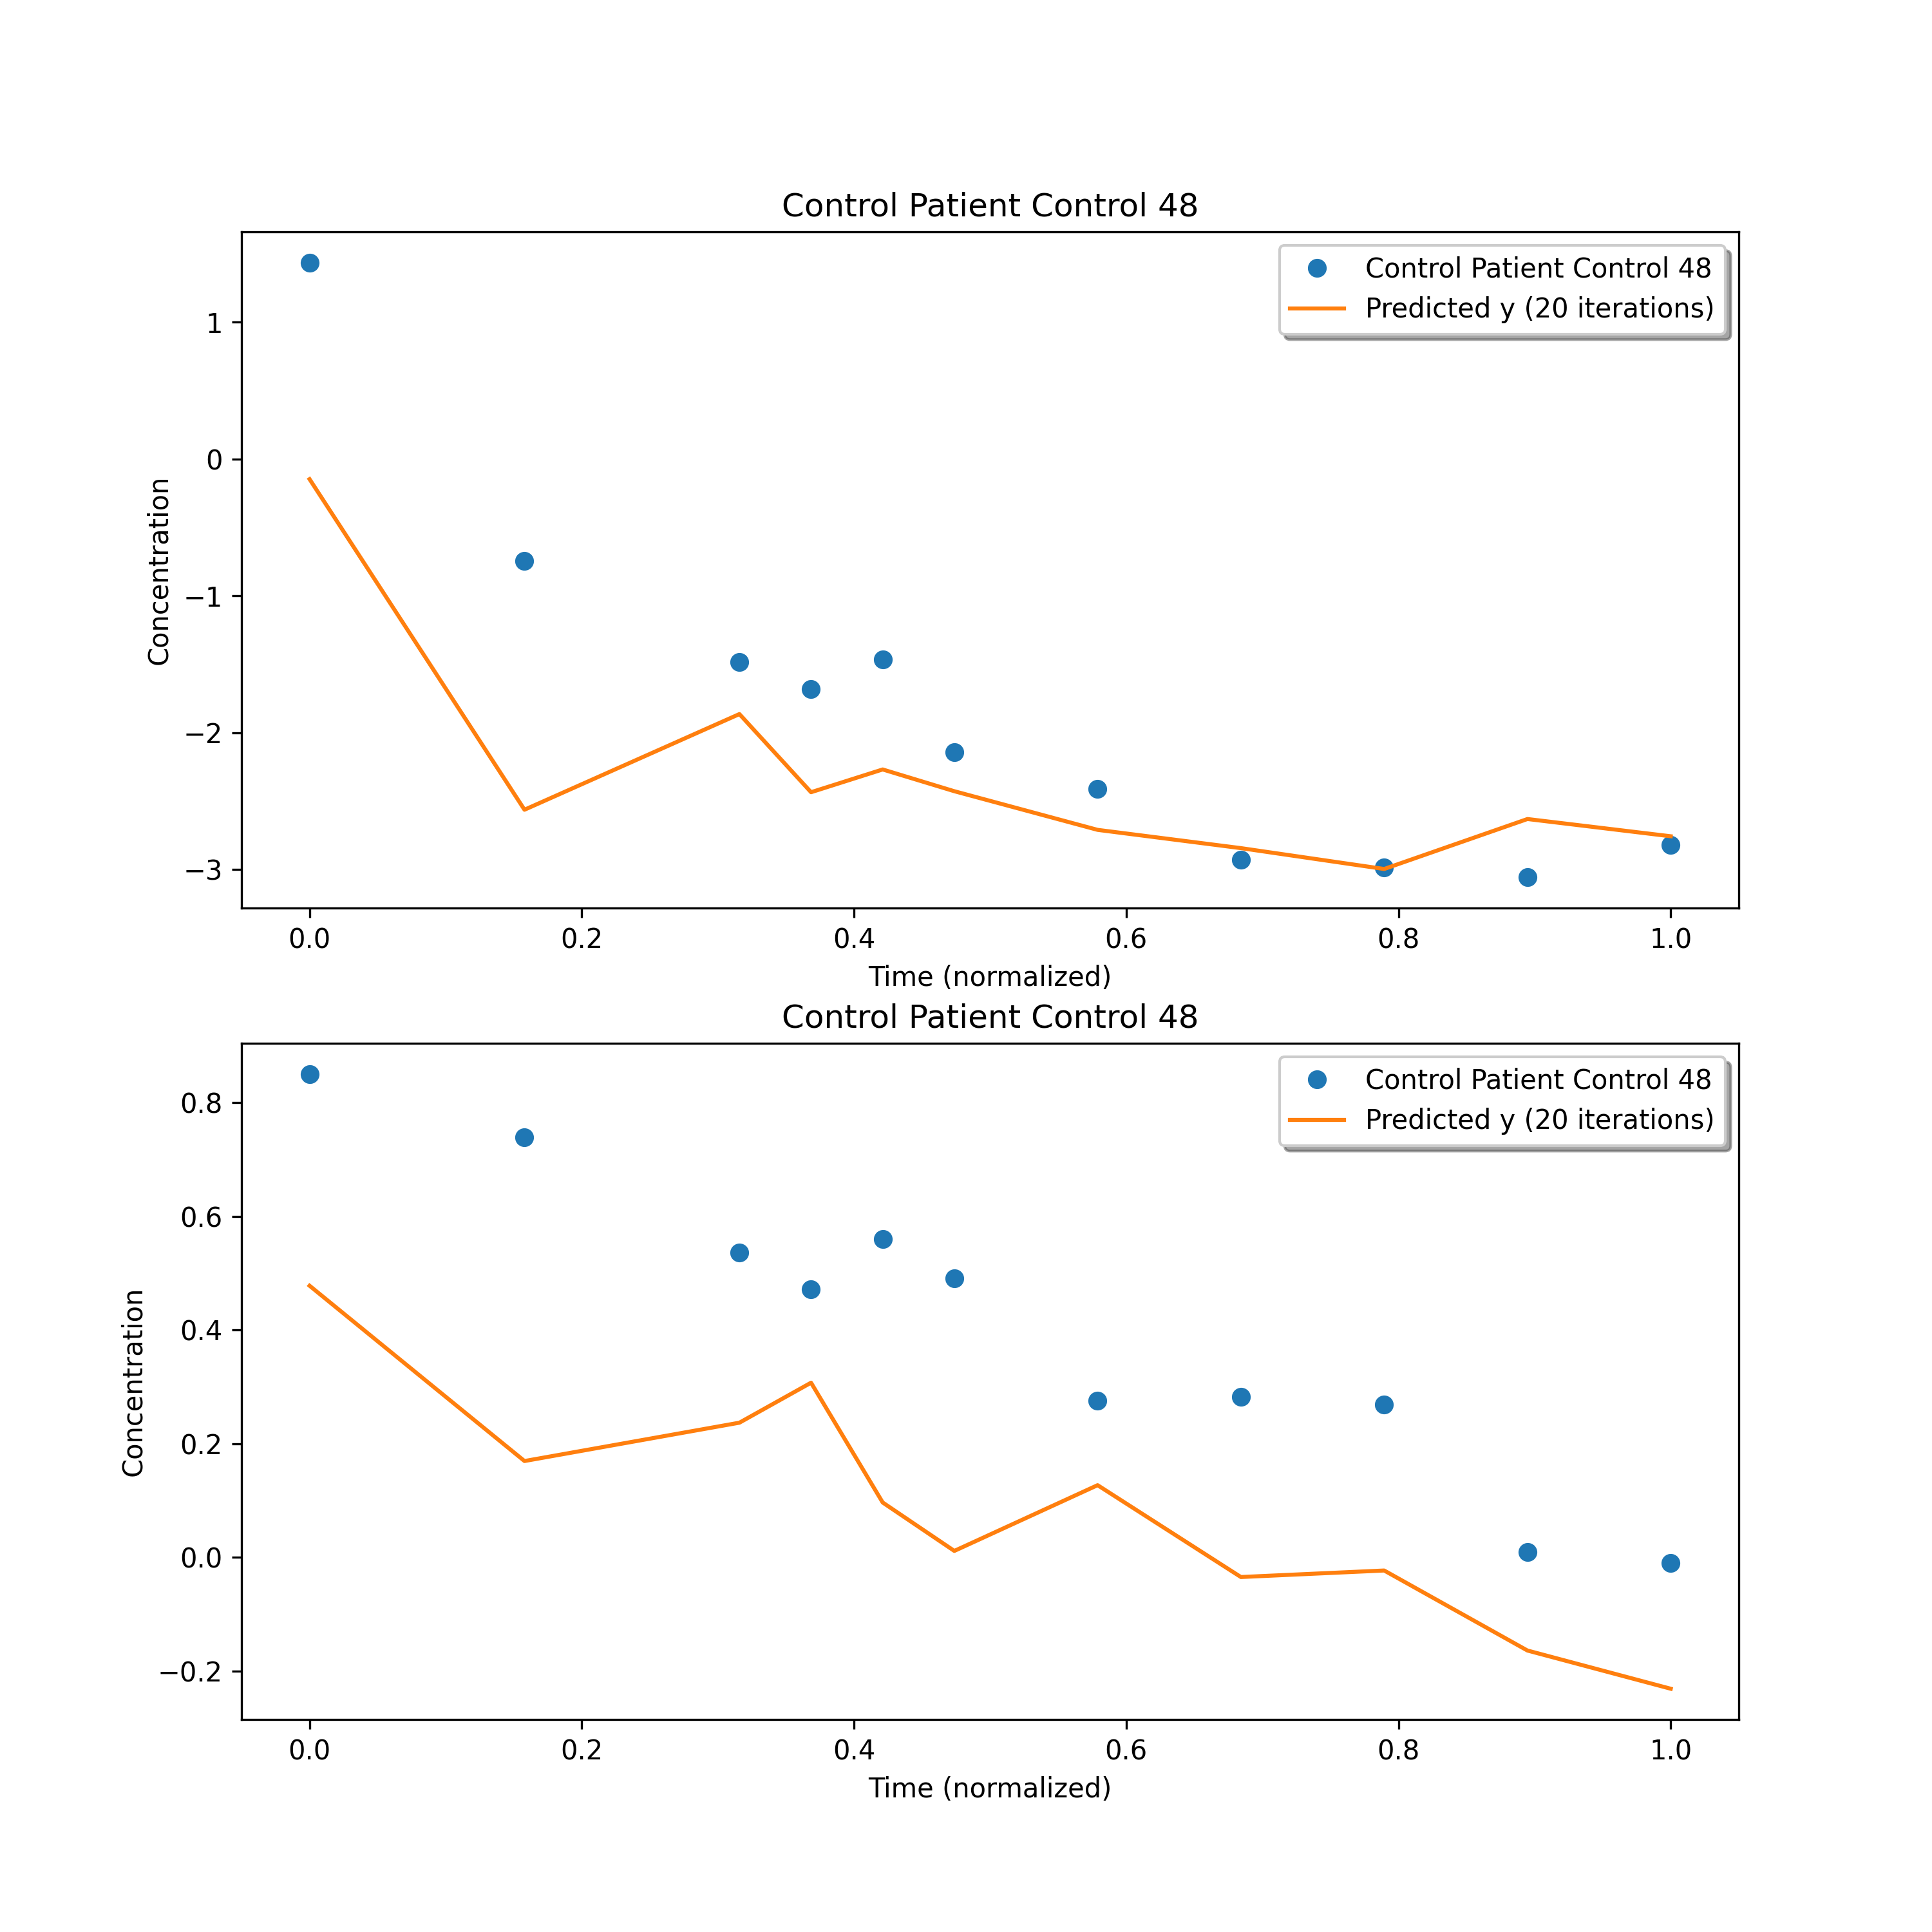 Control Patient Control 48
Control Patient Control 48
Predicted y (20 iterations)
1
0
−1
−2
−3
Concentration
0.0 0.2 0.4 0.6 0.8 1.0
Time (normalized)
Control Patient Control 48
Control Patient Control 48
Predicted y (20 iterations)
0.8
0.6
0.4
0.2
0.0
−0.2
Concentration
0.0 0.2 0.4 0.6 0.8 1.0
Time (normalized)